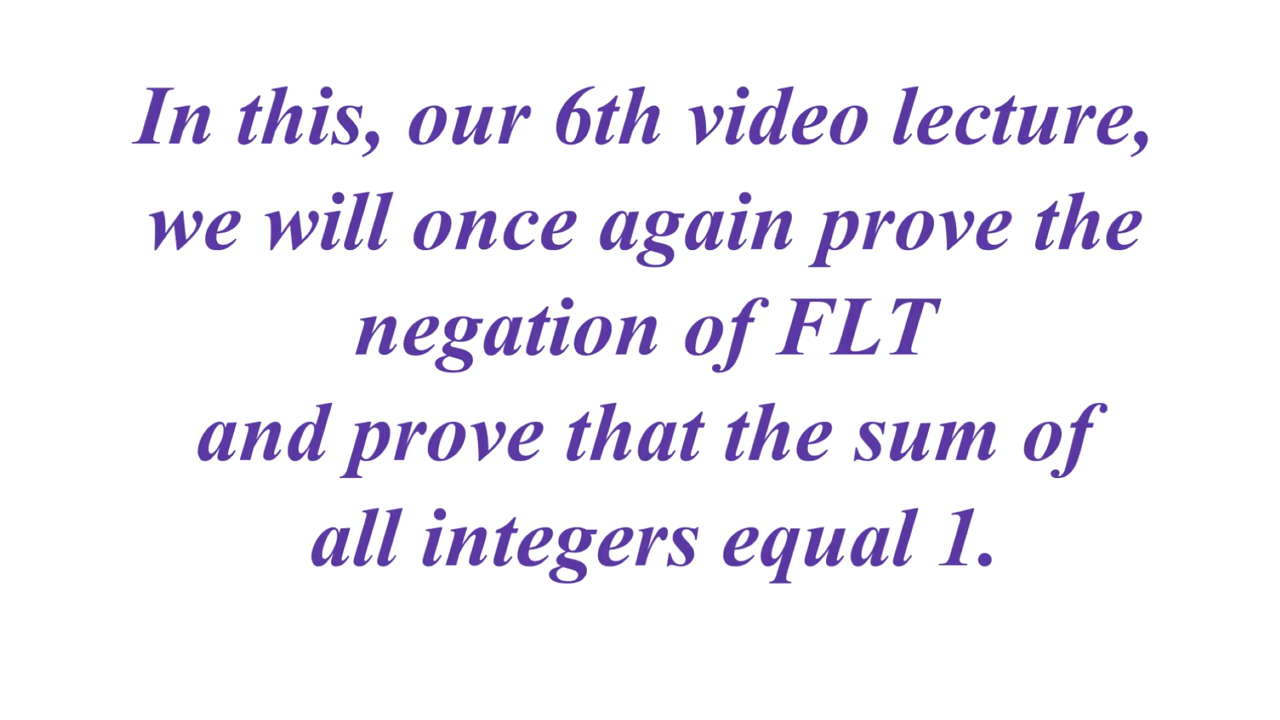 In this, our 6th video lecture,
we will once again prove the
negation of FLT
and prove that the sum of
all integers equal 1.